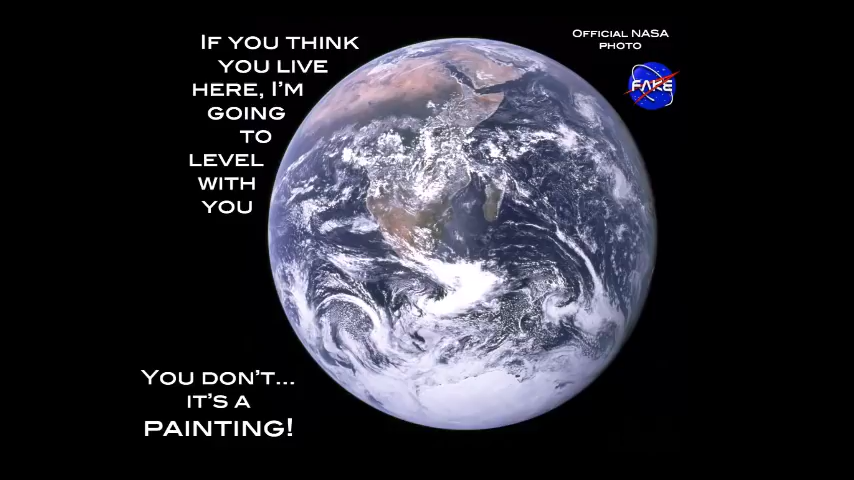 If you think
you live
here, I'm
going
to
level
with
you
Official NASA
photo
FAKE
You don't...
it's a
painting!